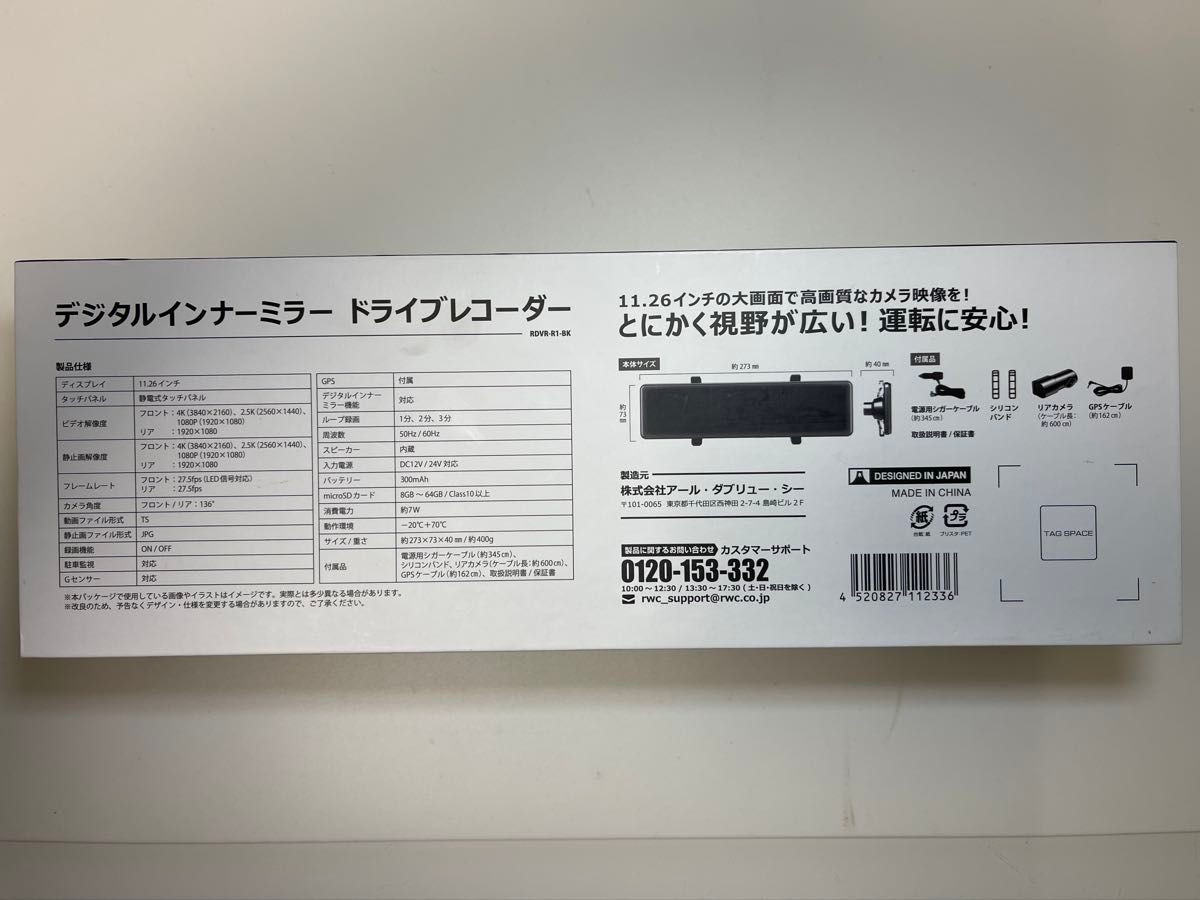 デジタルインナーミラー ドライブレコーダー
RDVR-R1-BK
製品仕様
ディスプレイ 11.26インチ
タッチパネル 静電式タッチパネル
ビデオ解像度 フロント：4K (3840×2160)、2.5K (2560×1440)、
1080P (1920×1080)
リア ：1920×1080
静止画解像度 フロント：4K (3840×2160)、2.5K (2560×1440)、
1080P (1920×1080)
リア ：1920×1080
フレームレート フロント：27.5fps (LED信号対応)
リア ：27.5fps
カメラ角度 フロント / リア：136°
動画ファイル形式 TS
静止画ファイル形式 JPG
録画機能 ON / OFF
駐車監視 対応
Gセンサー 対応
GPS 付属
デジタルインナー
ミラー機能 対応
ループ録画 1分、2分、3分
周波数 50Hz / 60Hz
スピーカー 内蔵
入力電源 DC12V / 24V 対応
バッテリー 300mAh
microSDカード 8GB ～ 64GB / Class10 以上
消費電力 約7W
動作環境 −20℃＋70℃
サイズ / 重さ 約273×73×40 ㎜ / 約400g
付属品 電源用シガーケーブル (約345㎝)、
シリコンバンド、リアカメラ(ケーブル長：約600㎝)、
GPSケーブル (約162㎝)、取扱説明書 / 保証書
※本パッケージで使用している画像やイラストはイメージです。実際とは多少異なる場合があります。
※改良のため、予告なくデザイン・仕様を変更する場合がありますので、ご了承ください。
11.26インチの大画面で高画質なカメラ映像を！
とにかく視野が広い！運転に安心！
本体サイズ
約 273 ㎜
約 40 ㎜
約
73
㎜
付属品
電源用シガーケーブル
(約345㎝)
シリコン
バンド
リアカメラ
(ケーブル長：
約 600㎝)
GPSケーブル
(約162㎝)
取扱説明書 / 保証書
製造元
株式会社アール・ダブリュー・シー
〒101-0065 東京都千代田区西神田 2-7-4 島崎ビル 2F
製品に関するお問い合わせ カスタマーサポート
0120-153-332
10:00 ～ 12:30 / 13:30 ～ 17:30 ( 土・日・祝日を除く )
rwc_support@rwc.co.jp
DESIGNED IN JAPAN
MADE IN CHINA
紙 プラ
台紙：紙 ブリスタ：PET
4 520827 112336
TAG SPACE